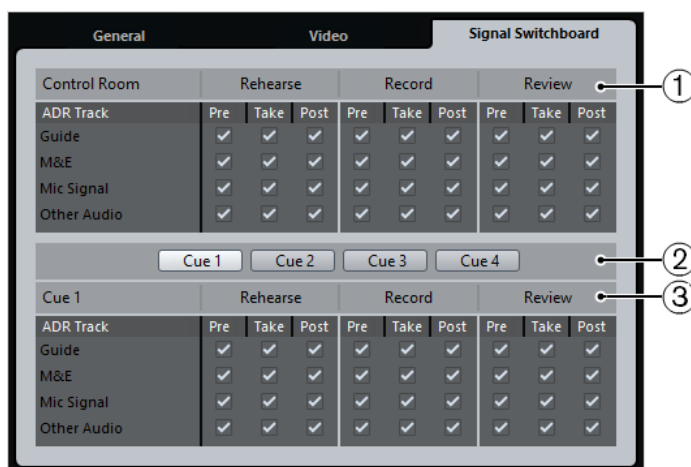 General Video Signal Switchboard
Control Room Rehearse Record Review 1
ADR Track Pre Take Post Pre Take Post Pre Take Post
Guide
M&E
Mic Signal
Other Audio
Cue 1 Cue 2 Cue 3 Cue 4 2
Cue 1 Rehearse Record Review 3
ADR Track Pre Take Post Pre Take Post Pre Take Post
Guide
M&E
Mic Signal
Other Audio